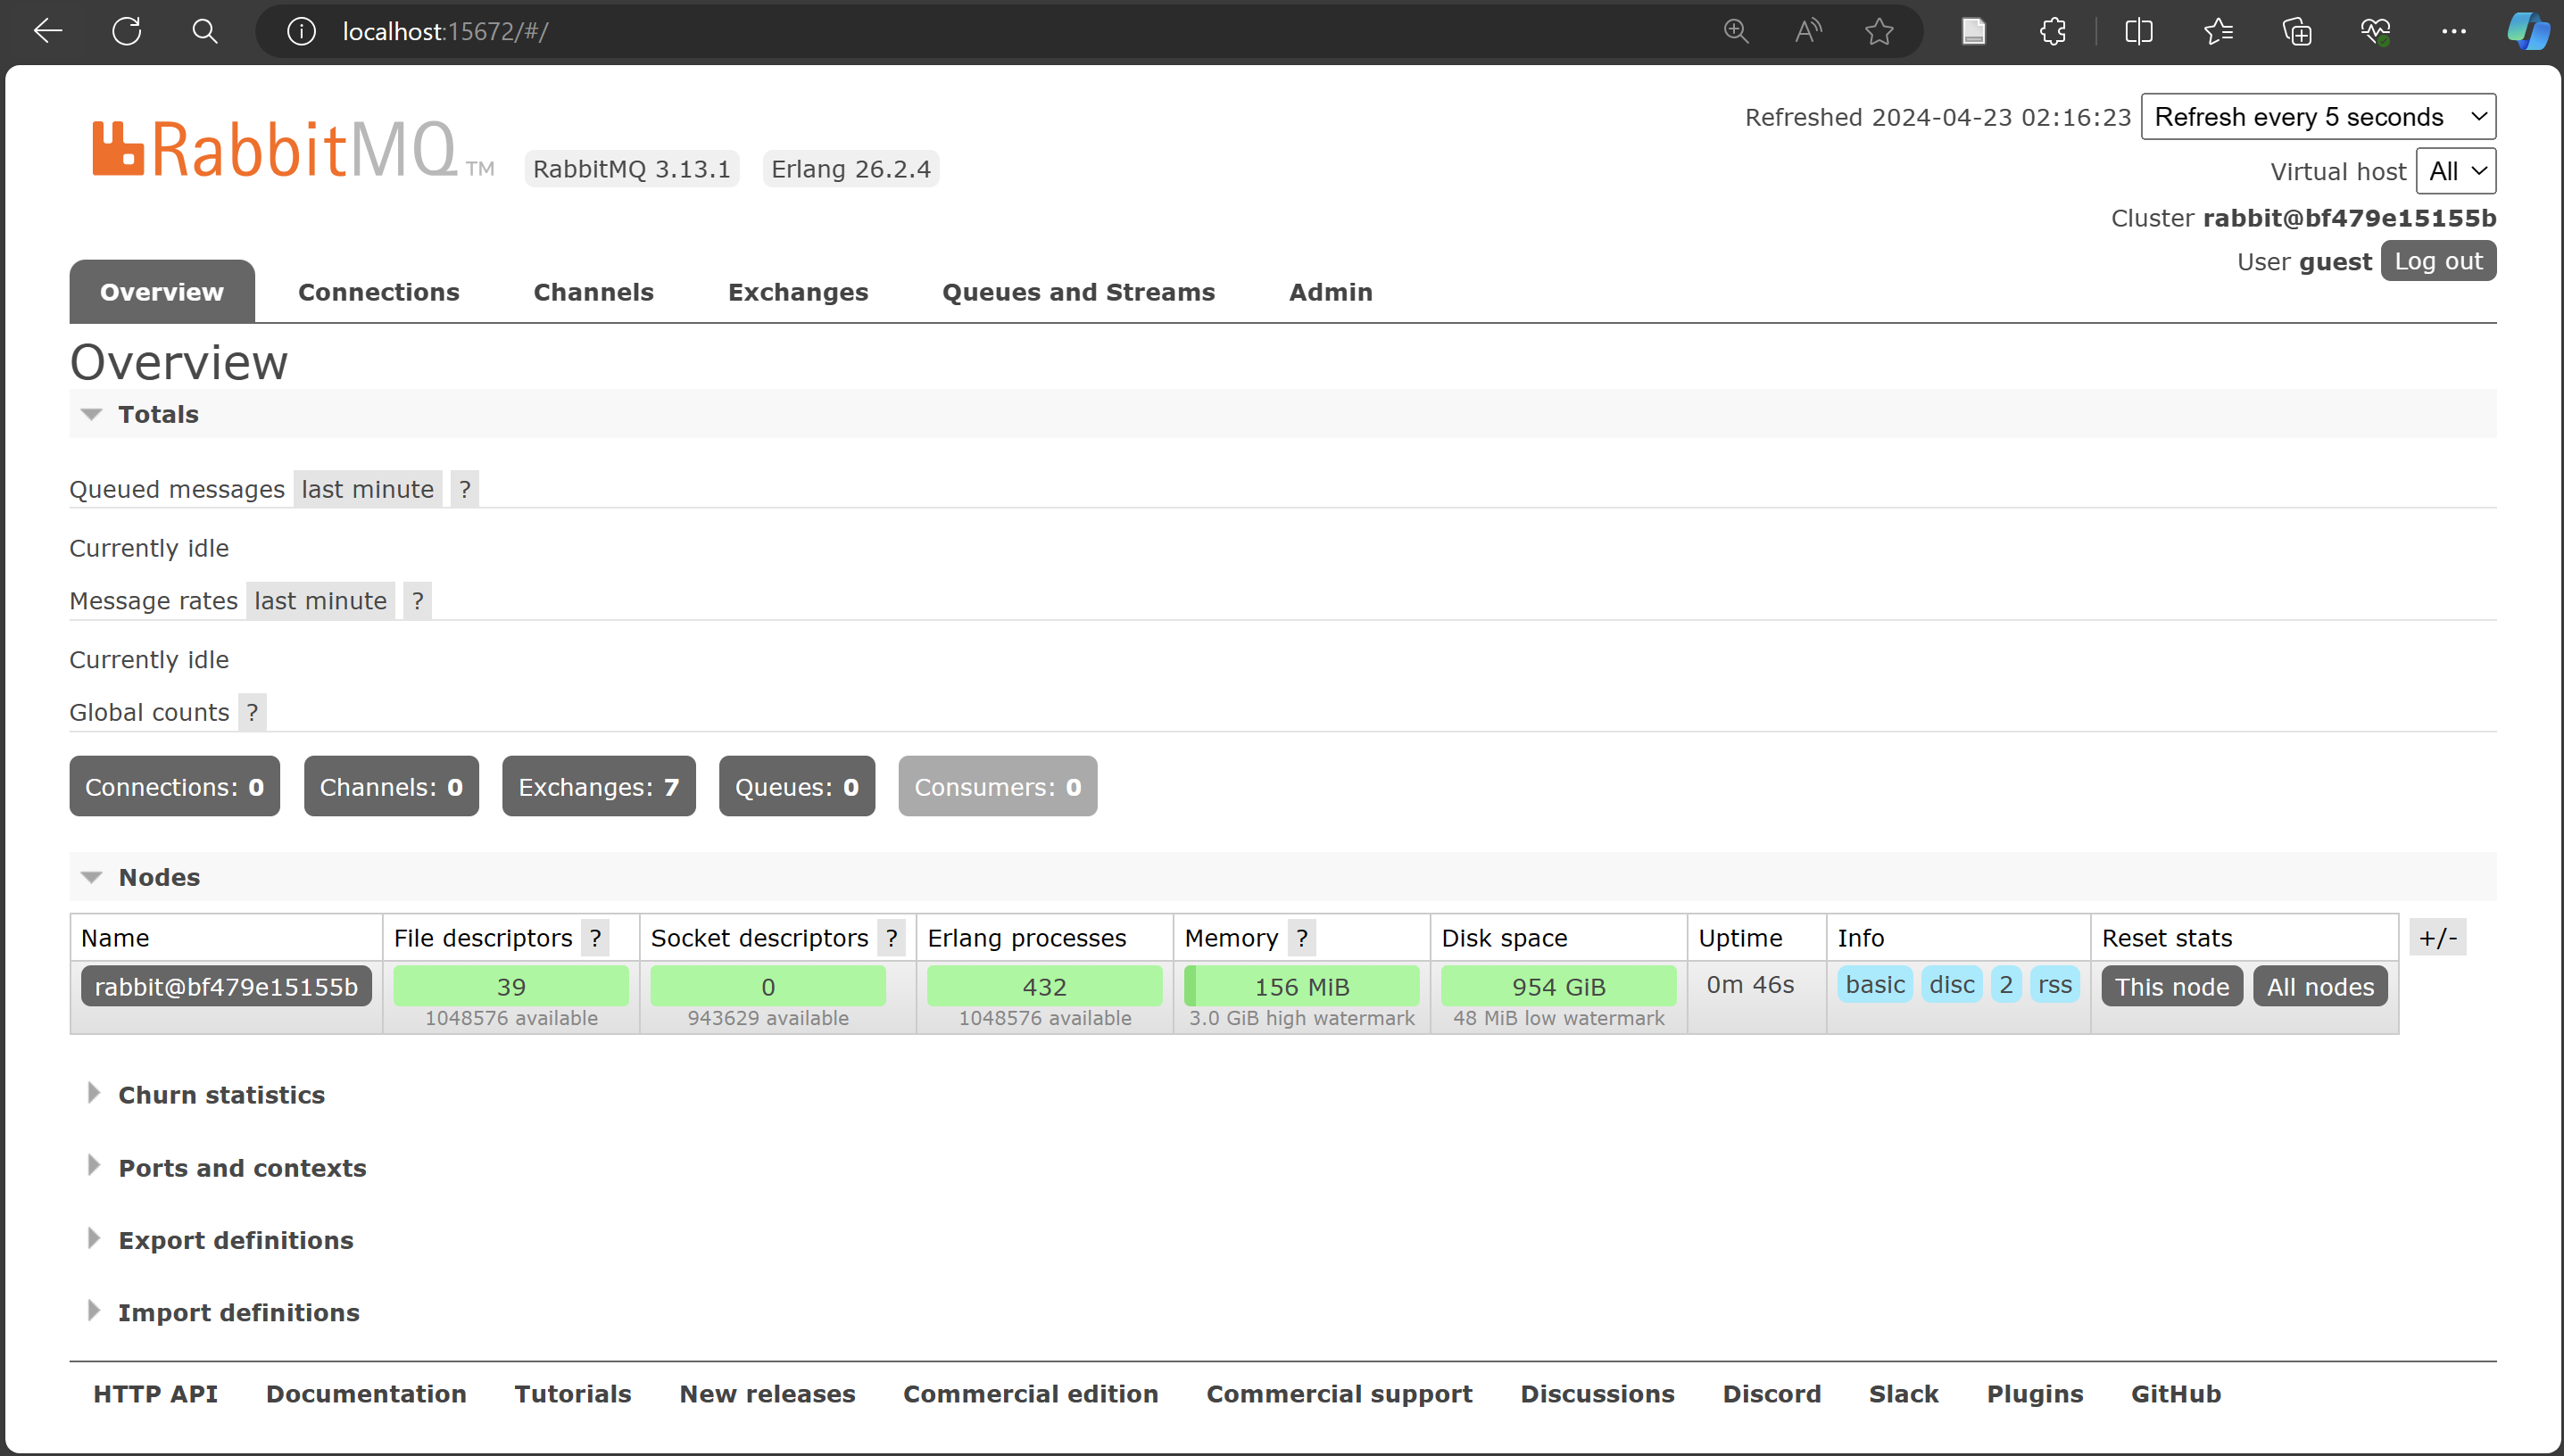 localhost:15672/#/
RabbitMQ TM
RabbitMQ 3.13.1 Erlang 26.2.4
Refreshed 2024-04-23 02:16:23 Refresh every 5 seconds
Virtual host All
Cluster rabbit@bf479e15155b
User guest Log out
Overview Connections Channels Exchanges Queues and Streams Admin
Overview
Totals
Queued messages last minute ?
Currently idle
Message rates last minute ?
Currently idle
Global counts ?
Connections: 0 Channels: 0 Exchanges: 7 Queues: 0 Consumers: 0
Nodes
Name File descriptors ? Socket descriptors ? Erlang processes Memory ? Disk space Uptime Info Reset stats +/-
rabbit@bf479e15155b 39 0 432 156 MiB 954 GiB 0m 46s basic disc 2 rss This node All nodes
1048576 available 943629 available 1048576 available 3.0 GiB high watermark 48 MiB low watermark
Churn statistics
Ports and contexts
Export definitions
Import definitions
HTTP API Documentation Tutorials New releases Commercial edition Commercial support Discussions Discord Slack Plugins GitHub